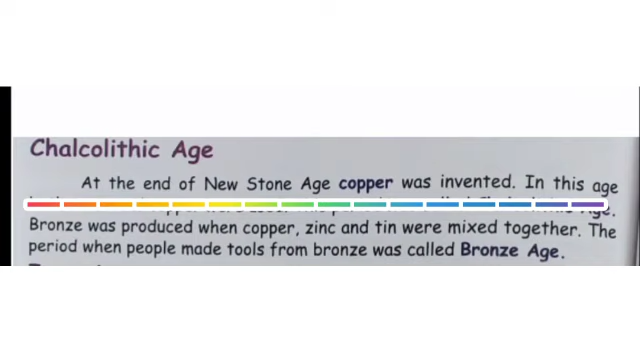 Chalcolithic Age
At the end of New Stone Age copper was invented. In this age
Age.
Bronze was produced when copper, zinc and tin were mixed together. The
period when people made tools from bronze was called Bronze Age.